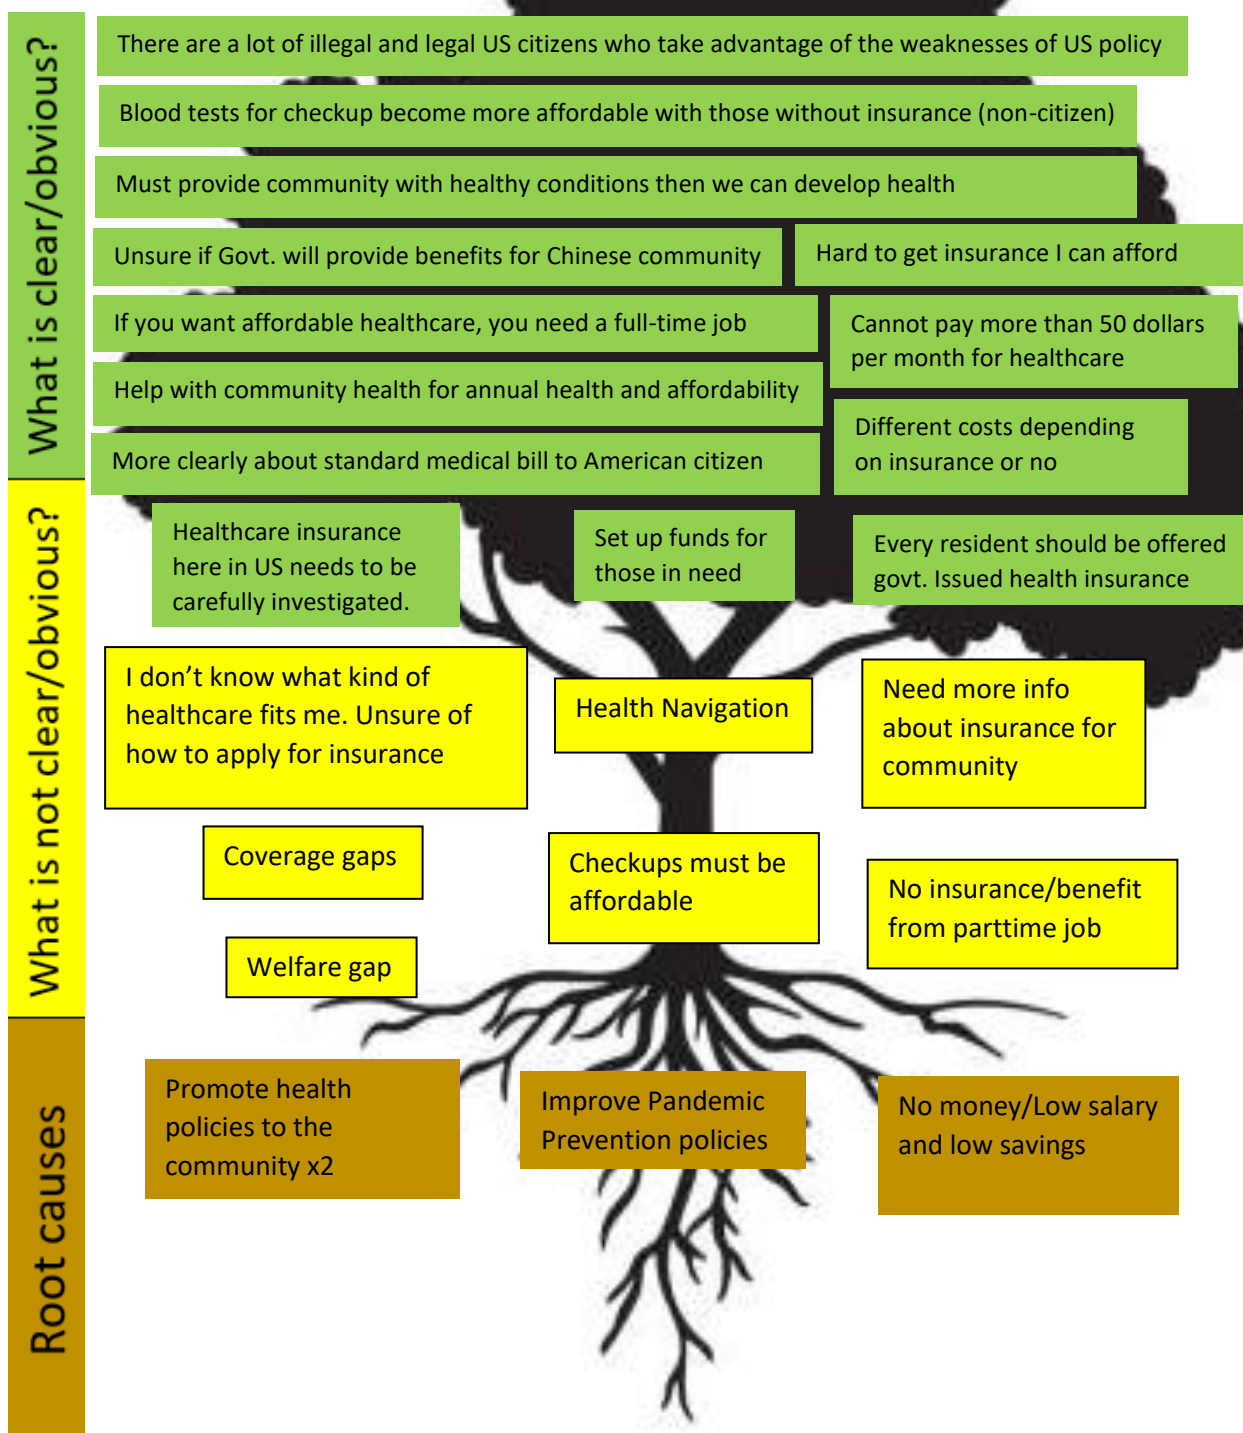 What is clear/obvious?
There are a lot of illegal and legal US citizens who take advantage of the weaknesses of US policy
Blood tests for checkup become more affordable with those without insurance (non-citizen)
Must provide community with healthy conditions then we can develop health
Unsure if Govt. will provide benefits for Chinese community
Hard to get insurance I can afford
If you want affordable healthcare, you need a full-time job
Cannot pay more than 50 dollars
per month for healthcare
Help with community health for annual health and affordability
Different costs depending
on insurance or no
More clearly about standard medical bill to American citizen
Healthcare insurance
here in US needs to be
carefully investigated.
Set up funds for
those in need
Every resident should be offered
govt. Issued health insurance
What is not clear/obvious?
I don’t know what kind of
healthcare fits me. Unsure of
how to apply for insurance
Health Navigation
Need more info
about insurance for
community
Coverage gaps
Checkups must be
affordable
No insurance/benefit
from parttime job
Welfare gap
Root causes
Promote health
policies to the
community x2
Improve Pandemic
Prevention policies
No money/Low salary
and low savings